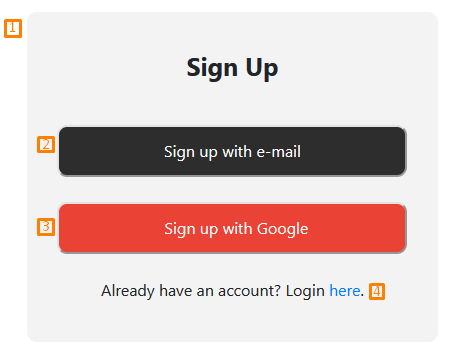 1
Sign Up
2 Sign up with e-mail
3 Sign up with Google
Already have an account? Login here. 4